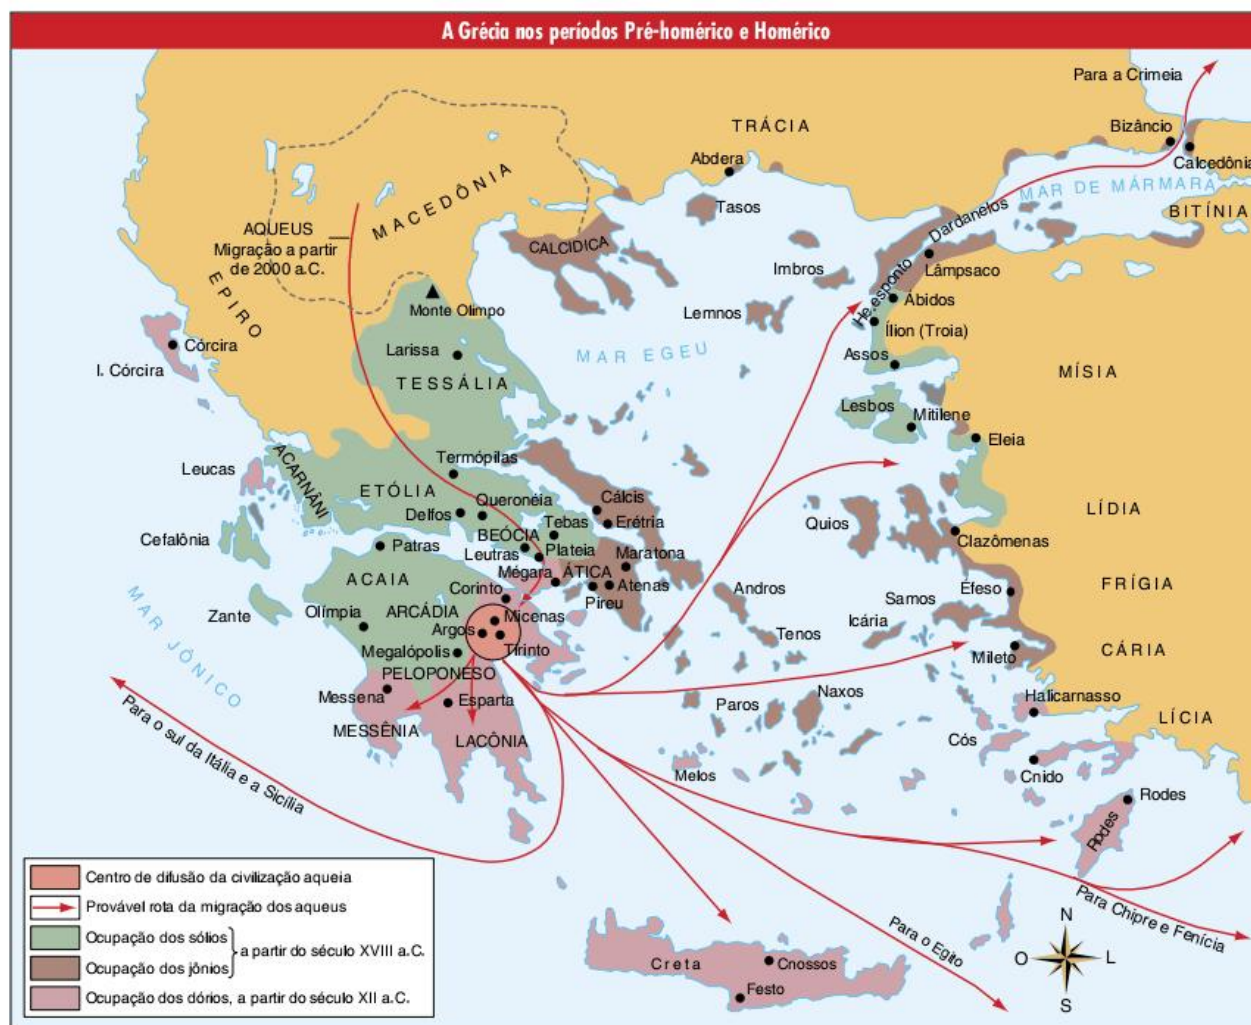 A Grécia nos períodos Pré-homérico e Homérico
Para a Crimeia
TRÁCIA
Bizâncio
Abdera
Calcedônia
MAR DE MÁRMARA
MACEDÔNIA
Tasos
Dardanelos
BITÍNIA
AQUEUS
Migração a partir
de 2000 a.C.
CALCIDICA
Imbros
Lâmpsaco
EPIRO
He.esponto
Ábidos
Monte Olimpo
Lemnos
Ílion (Troia)
Córcira
I. Córcira
Larissa
MAR EGEU
Assos
TESSÁLIA
MÍSIA
Lesbos
Mitilene
Eleia
ACARNÂNI
Leucas
Termópilas
ETÓLIA
Queronéia
Cálcis
Delfos
Tebas
Erétria
Quios
LÍDIA
Cefalônia
BEÓCIA
Clazômenas
Patras
Leutras
Plateia
Maratona
ACAIA
Mégara
ÁTICA
Atenas
Andros
FRÍGIA
Corinto
Pireu
Samos
Éfeso
Zante
Olímpia
ARCÁDIA
Micenas
Icária
Argos
Tenos
Tirinto
Mileto
CÁRIA
Megalópolis
MAR JÔNICO
PELOPONESO
Messena
Esparta
Paros
Naxos
Halicarnasso
LÍCIA
MESSÊNIA
LACÔNIA
Cós
Para o sul da Itália e a Sicília
Melos
Cnido
Rodes
Rodes
Para Chipre e Fenícia
Para o Egito
Creta
Cnossos
Festo
N
O
L
S
Centro de difusão da civilização aqueia
Provável rota da migração dos aqueus
Ocupação dos sólios
a partir do século XVIII a.C.
Ocupação dos jônios
Ocupação dos dórios, a partir do século XII a.C.